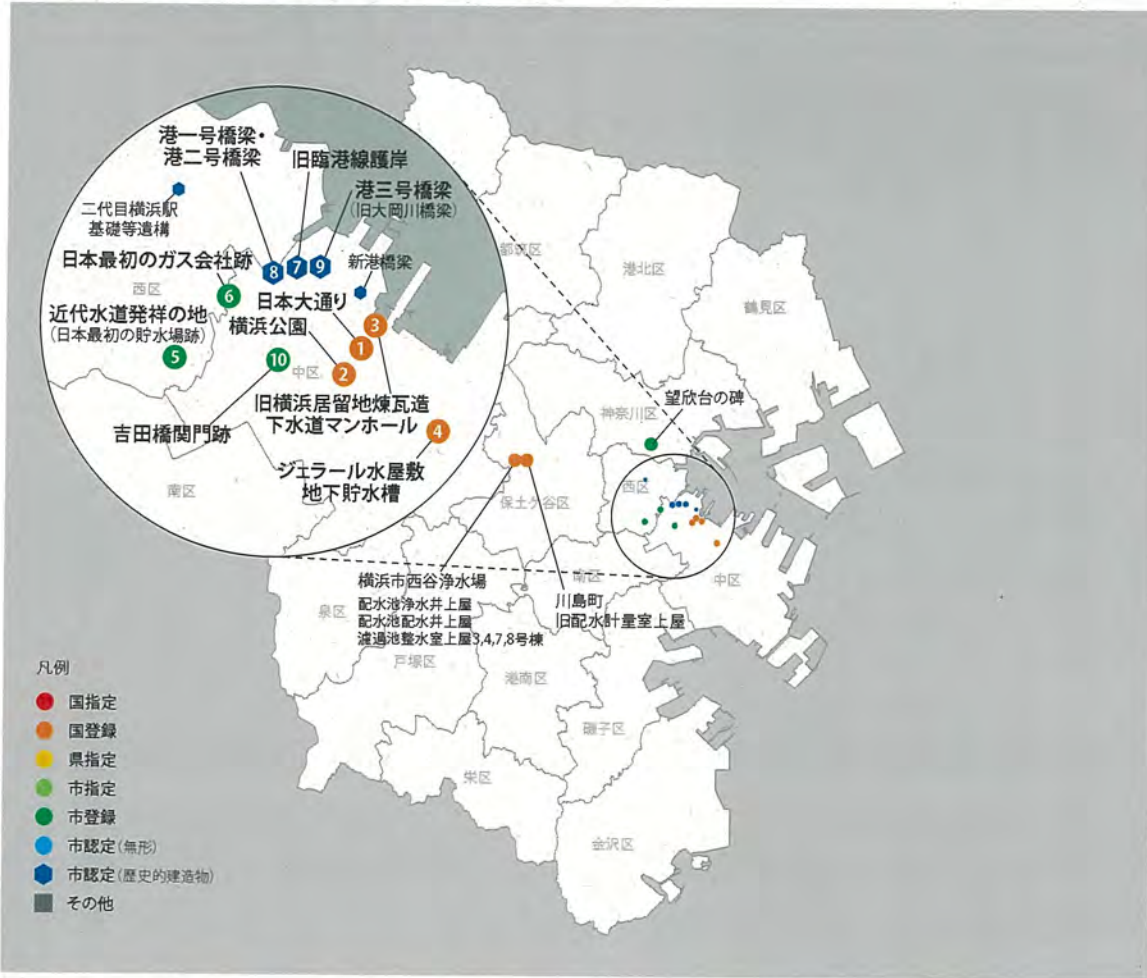 港一号橋梁・
港二号橋梁
旧臨港線護岸
港三号橋梁
(旧大岡川橋梁)
二代目横浜駅
基礎等遺構
日本最初のガス会社跡
西区
8
7
9
新港橋梁
6
日本大通り
近代水道発祥の地
(日本最初の貯水場跡)
横浜公園
3
1
5
10
中区
2
旧横浜居留地煉瓦造
下水道マンホール
吉田橋関門跡
4
ジェラール水屋敷
地下貯水槽
南区
都筑区
港北区
鶴見区
神奈川区
望欣台の碑
西区
保土ケ谷区
中区
南区
横浜市西谷浄水場
配水池浄水井上屋
配水池配水井上屋
濾過池整水室上屋3,4,7,8号棟
川島町
旧配水計量室上屋
泉区
戸塚区
港南区
磯子区
栄区
金沢区
凡例
国指定
国登録
県指定
市指定
市登録
市認定(無形)
市認定(歴史的建造物)
その他